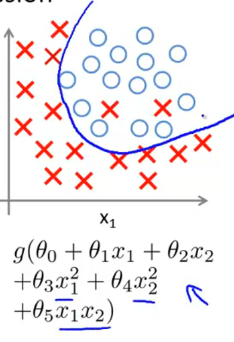 x₁
g(θ₀ + θ₁x₁ + θ₂x₂
+θ₃x₁² + θ₄x₂²
+θ₅x₁x₂)